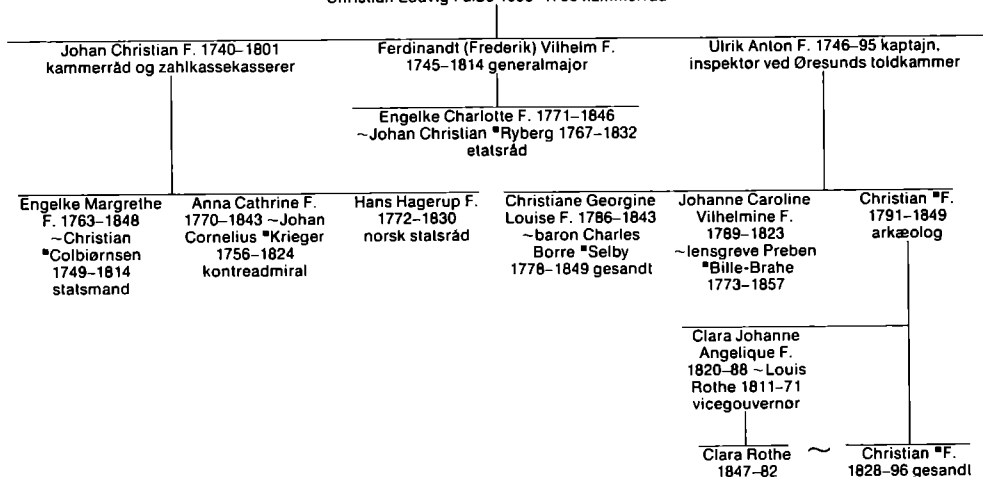 Johan Christian F. 1740–1801
kammerråd og zahlkassekasserer
Ferdinandt (Frederik) Vilhelm F.
1745–1814 generalmajor
Ulrik Anton F. 1746–95 kaptajn,
inspektør ved Øresunds toldkammer
Engelke Charlotte F. 1771–1846
~Johan Christian *Ryberg 1767–1832
etatsråd
Engelke Margrethe
F. 1763–1848
~Christian
*Colbiørnsen
1749–1814
statsmand
Anna Cathrine F.
1770–1843 ~Johan
Cornelius *Krieger
1756–1824
kontreadmiral
Hans Hagerup F.
1772–1830
norsk statsråd
Christiane Georgine
Louise F. 1786–1843
~baron Charles
Borre *Selby
1778–1849 gesandt
Johanne Caroline
Vilhelmine F.
1789–1823
~lensgreve Preben
*Bille-Brahe
1773–1857
Christian *F.
1791–1849
arkæolog
Clara Johanne
Angelique F.
1820–88 ~Louis
Rothe 1811–71
vicegouvernør
Clara Rothe
1847–82
~
Christian *F.
1828–96 gesandt